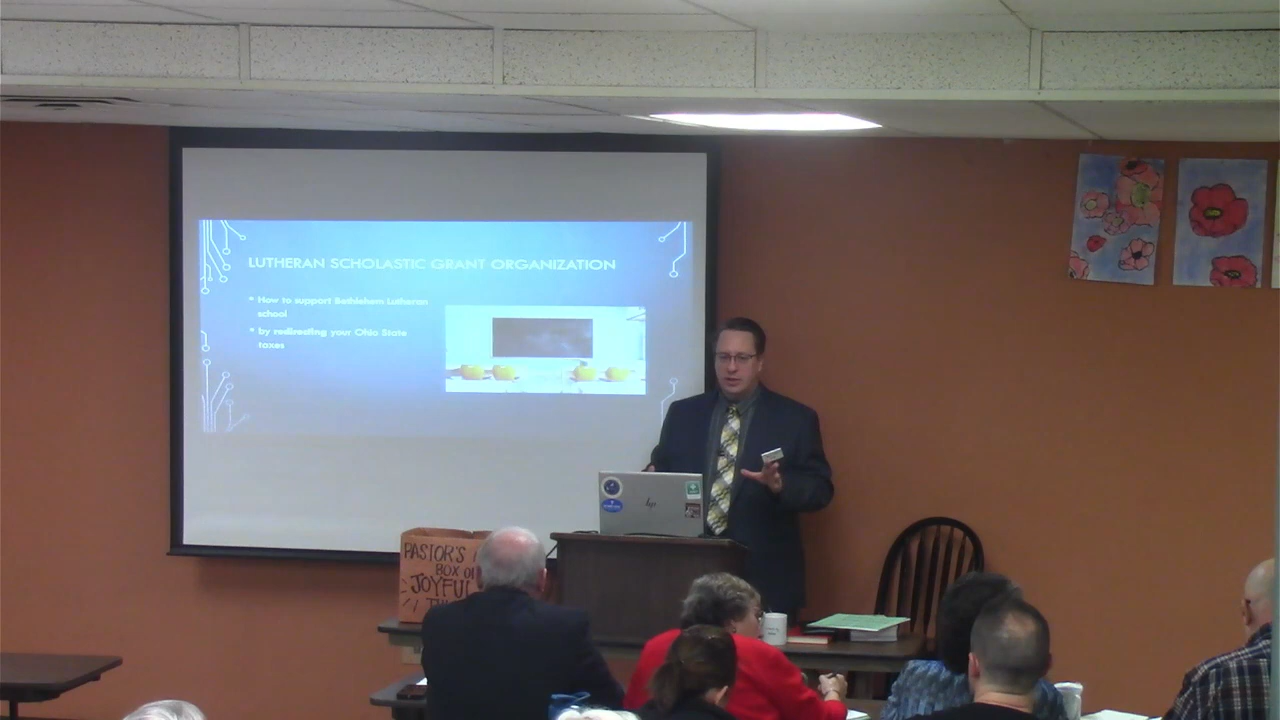 LUTHERAN SCHOLASTIC GRANT ORGANIZATION
* How to support Bethlehem Lutheran
school
* by redirecting your Ohio State
taxes
hp
PASTOR'S
BOX OF
JOYFUL